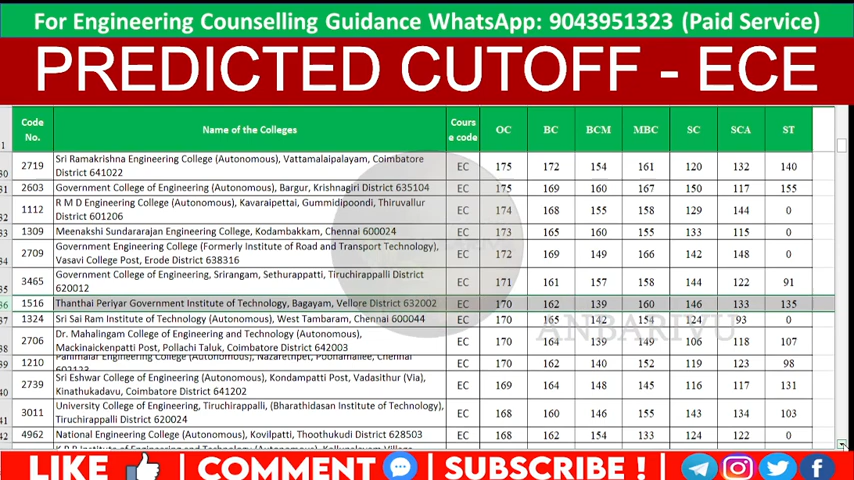 For Engineering Counselling Guidance WhatsApp: 9043951323 (Paid Service)
PREDICTED CUTOFF - ECE
Code No. Name of the Colleges Cours e code OC BC BCM MBC SC SCA ST
2719 Sri Ramakrishna Engineering College (Autonomous), Vattamalaipalayam, Coimbatore
District 641022 EC 175 172 154 161 120 132 140
2603 Government College of Engineering (Autonomous), Bargur, Krishnagiri District 635104 EC 175 169 160 167 150 117 155
1112 R M D Engineering College (Autonomous), Kavaraipettai, Gummidipoondi, Thiruvallur
District 601206 EC 174 168 155 158 129 144 0
1309 Meenakshi Sundararajan Engineering College, Kodambakkam, Chennai 600024 EC 173 165 160 155 133 115 0
2709 Government Engineering College (Formerly Institute of Road and Transport Technology),
Vasavi College Post, Erode District 638316 EC 172 169 149 166 142 148 0
3465 Government College of Engineering, Srirangam, Sethurappatti, Tiruchirappalli District
620012 EC 171 161 157 158 144 122 91
1516 Thanthai Periyar Government Institute of Technology, Bagayam, Vellore District 632002 EC 170 162 139 160 146 133 135
1324 Sri Sai Ram Institute of Technology (Autonomous), West Tambaram, Chennai 600044 EC 170 165 142 154 124 93 0
2706 Dr. Mahalingam College of Engineering and Technology (Autonomous),
Mackinaickenpatti Post, Pollachi Taluk, Coimbatore District 642003 EC 170 164 139 149 106 118 107
1210 Panimalar Engineering College (Autonomous), Nazarethpet, Poonamallee, Chennai
602123 EC 170 162 140 152 119 123 98
2739 Sri Eshwar College of Engineering (Autonomous), Kondampatti Post, Vadasithur (Via),
Kinathukadavu, Coimbatore District 641202 EC 169 164 148 145 116 117 131
3011 University College of Engineering, Tiruchirappalli, (Bharathidasan Institute of Technology),
Tiruchirappalli District 620024 EC 168 160 146 155 143 134 103
4962 National Engineering College (Autonomous), Kovilpatti, Thoothukudi District 628503 EC 168 162 154 133 124 122 0
ANBARIVU
LIKE COMMENT SUBSCRIBE !